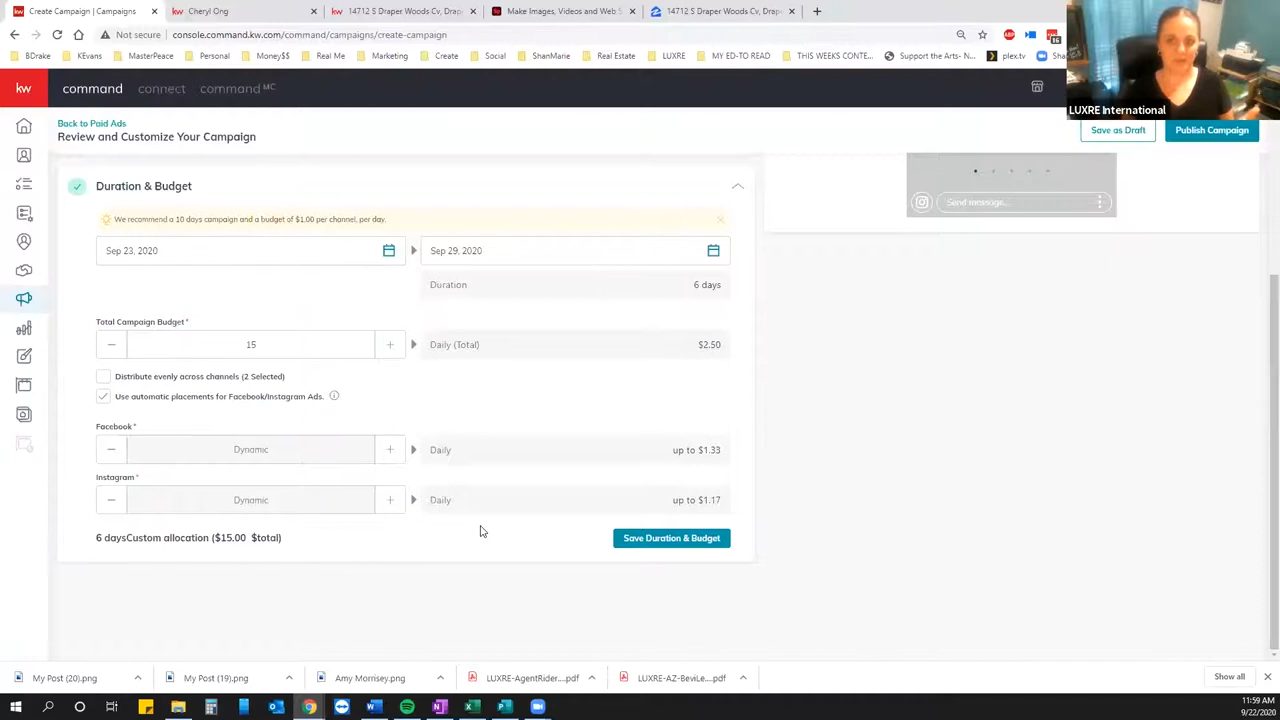 Create Campaign | Campaigns
Cheryl Ong
14712 S Draper Woods Cv, Drap
Make Images, Videos and Web S
14712 S Draper Woods Cv, Drap
Not secure | console.command.kw.com/command/campaigns/create-campaign
BDrake
KEvans
MasterPeace
Personal
Money$$
Marketing
Create
Social
ShanMarie
Real Estate
LUXRE
MY ED-TO READ
THIS WEEKS CONTE...
Support the Arts- N...
plex.tv
LUXRE International
kw
command
connect
command MC
Back to Paid Ads
Review and Customize Your Campaign
Save as Draft
Publish Campaign
Duration & Budget
We recommend a 10 days campaign and a budget of $1.00 per channel, per day.
Sep 23, 2020
Sep 29, 2020
Duration
6 days
Total Campaign Budget*
15
Daily (Total)
$2.50
Distribute evenly across channels (2 Selected)
Use automatic placements for Facebook/Instagram Ads.
Facebook*
Dynamic
Daily
up to $1.33
Instagram*
Dynamic
Daily
up to $1.17
6 daysCustom allocation ($15.00 $total)
Save Duration & Budget
Send message...
My Post (20).png
My Post (19).png
Amy Morrisey.png
LUXRE-AgentRider....pdf
LUXRE-AZ-BeviLe....pdf
Show all
11:59 AM
9/22/2020